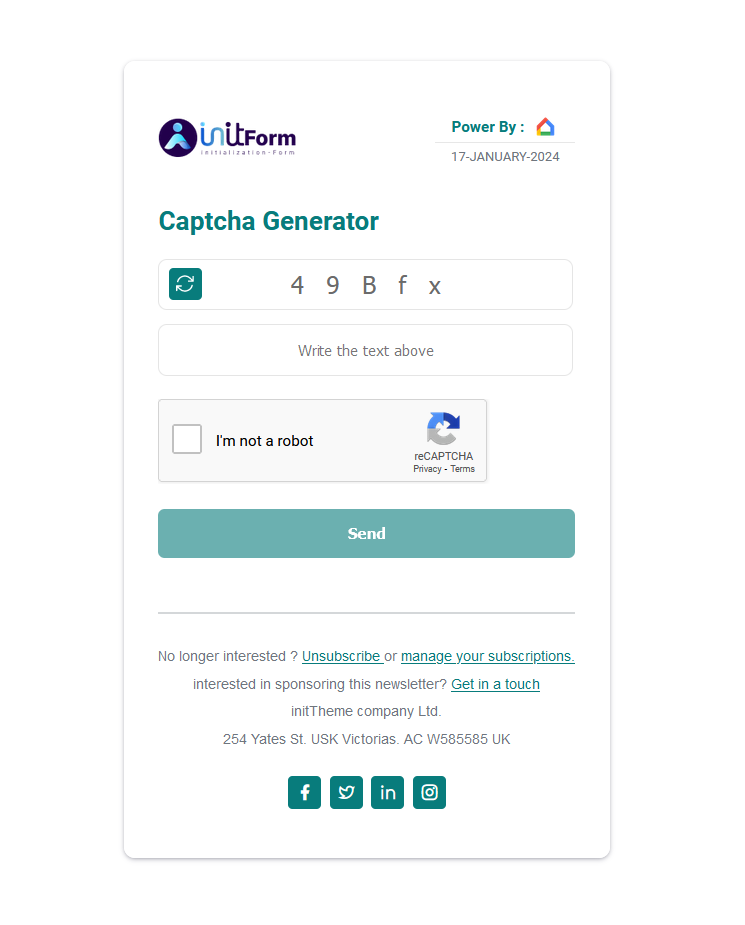 initForm
initialization-Form
Power By :
17-JANUARY-2024
Captcha Generator
4 9 B f x
Write the text above
I'm not a robot
reCAPTCHA
Privacy - Terms
Send
No longer interested ? Unsubscribe or manage your subscriptions.
interested in sponsoring this newsletter? Get in a touch
initTheme company Ltd.
254 Yates St. USK Victorias. AC W585585 UK